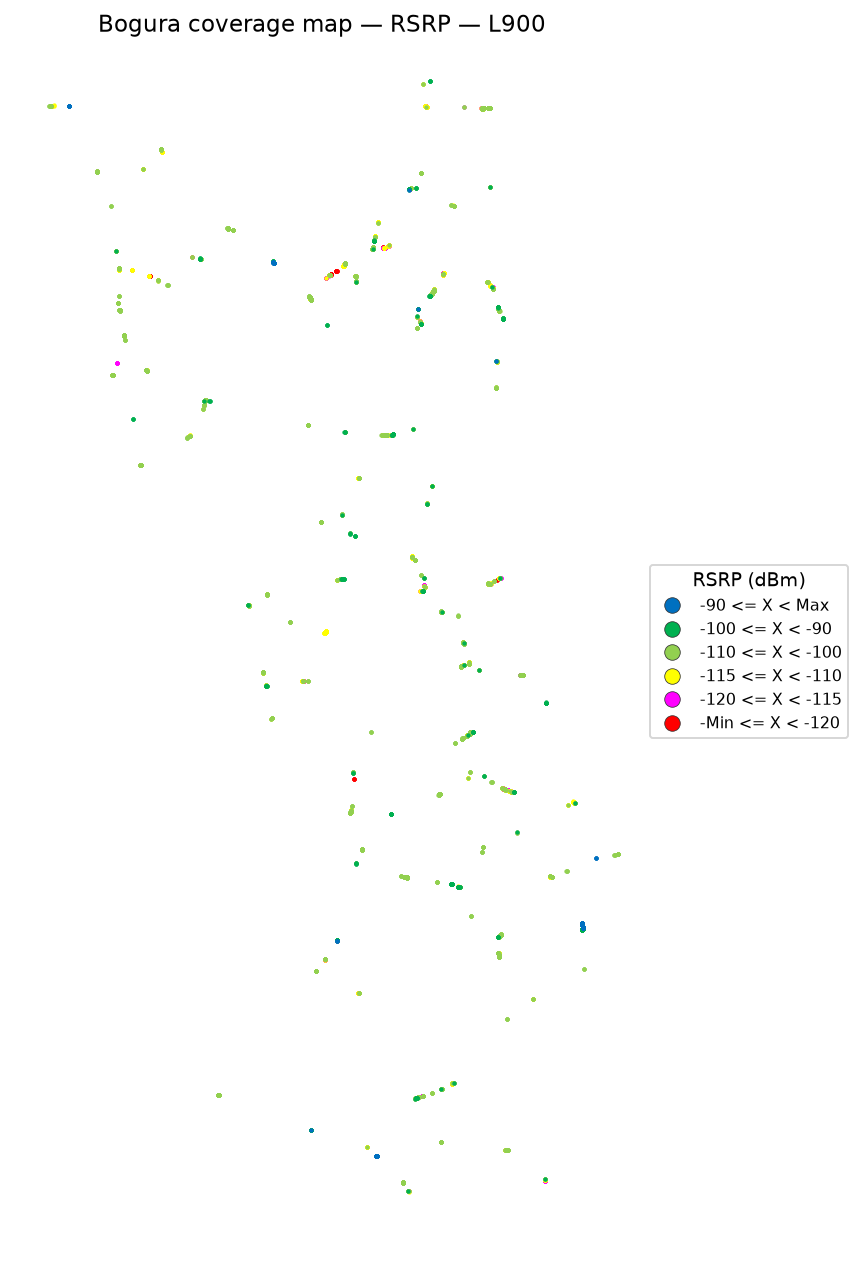 Bogura coverage map — RSRP — L900
RSRP (dBm)
-90 <= X < Max
-100 <= X < -90
-110 <= X < -100
-115 <= X < -110
-120 <= X < -115
-Min <= X < -120